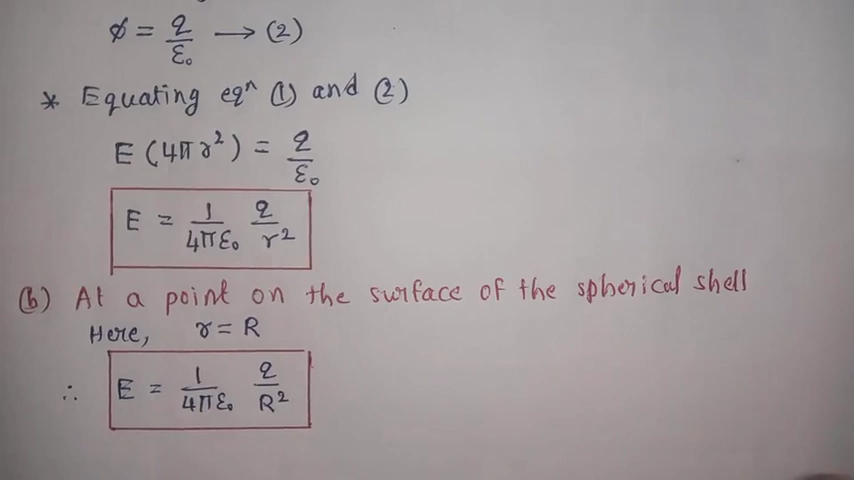 φ = q/ε₀ → (2)
* Equating eqⁿ (1) and (2)
E (4πr²) = q/ε₀
E = 1/4πε₀ q/r²
(b) At a point on the surface of the spherical shell
Here, r = R
∴ E = 1/4πε₀ q/R²